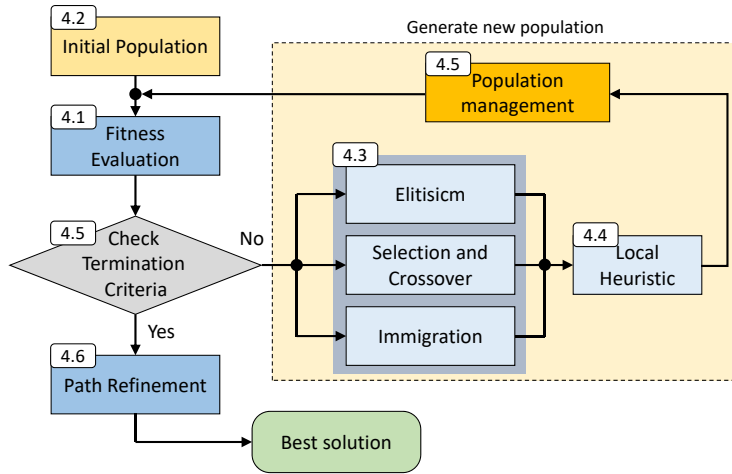 4.2
Initial Population
Generate new population
4.5
Population
management
4.1
Fitness
Evaluation
4.3
Elitisicm
4.5
Check
Termination
Criteria
No
Selection and
Crossover
4.4
Local
Heuristic
Immigration
Yes
4.6
Path Refinement
Best solution